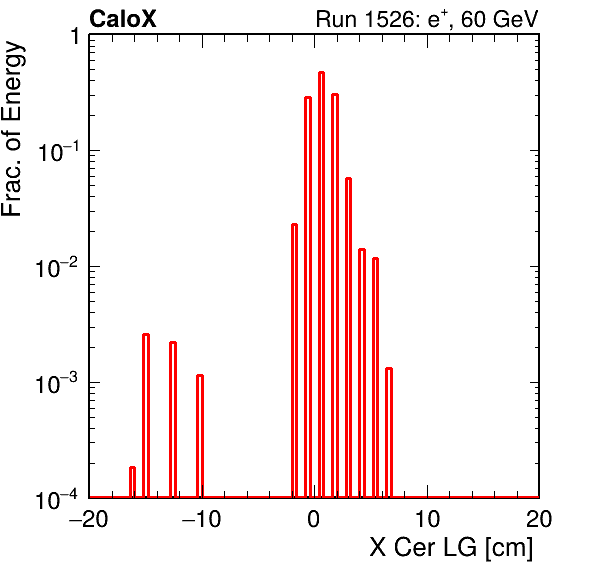 CaloX Run 1526: e⁺, 60 GeV
Frac. of Energy
1
10⁻¹
10⁻²
10⁻³
10⁻⁴
−20 −10 0 10 20
X Cer LG [cm]